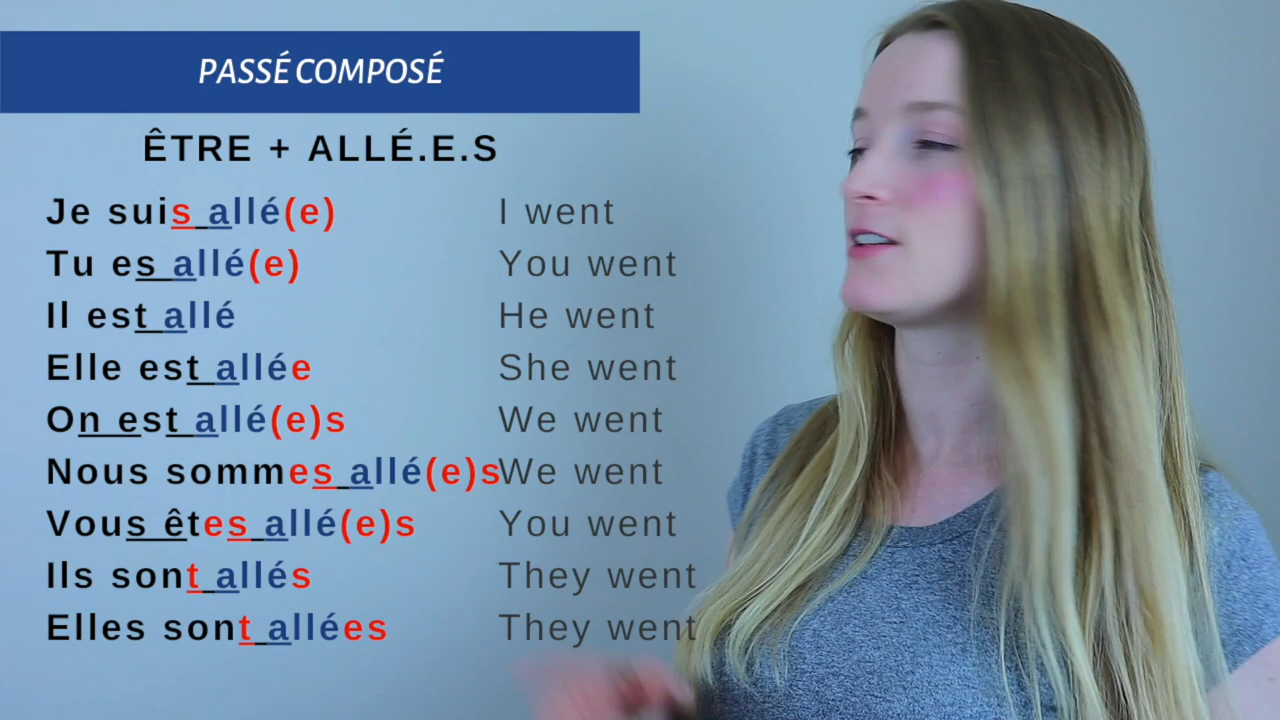 PASSÉ COMPOSÉ
ÊTRE + ALLÉ.E.S
Je suis allé(e) I went
Tu es allé(e) You went
Il est allé He went
Elle est allée She went
On est allé(e)s We went
Nous sommes allé(e)s We went
Vous êtes allé(e)s You went
Ils sont allés They went
Elles sont allées They went